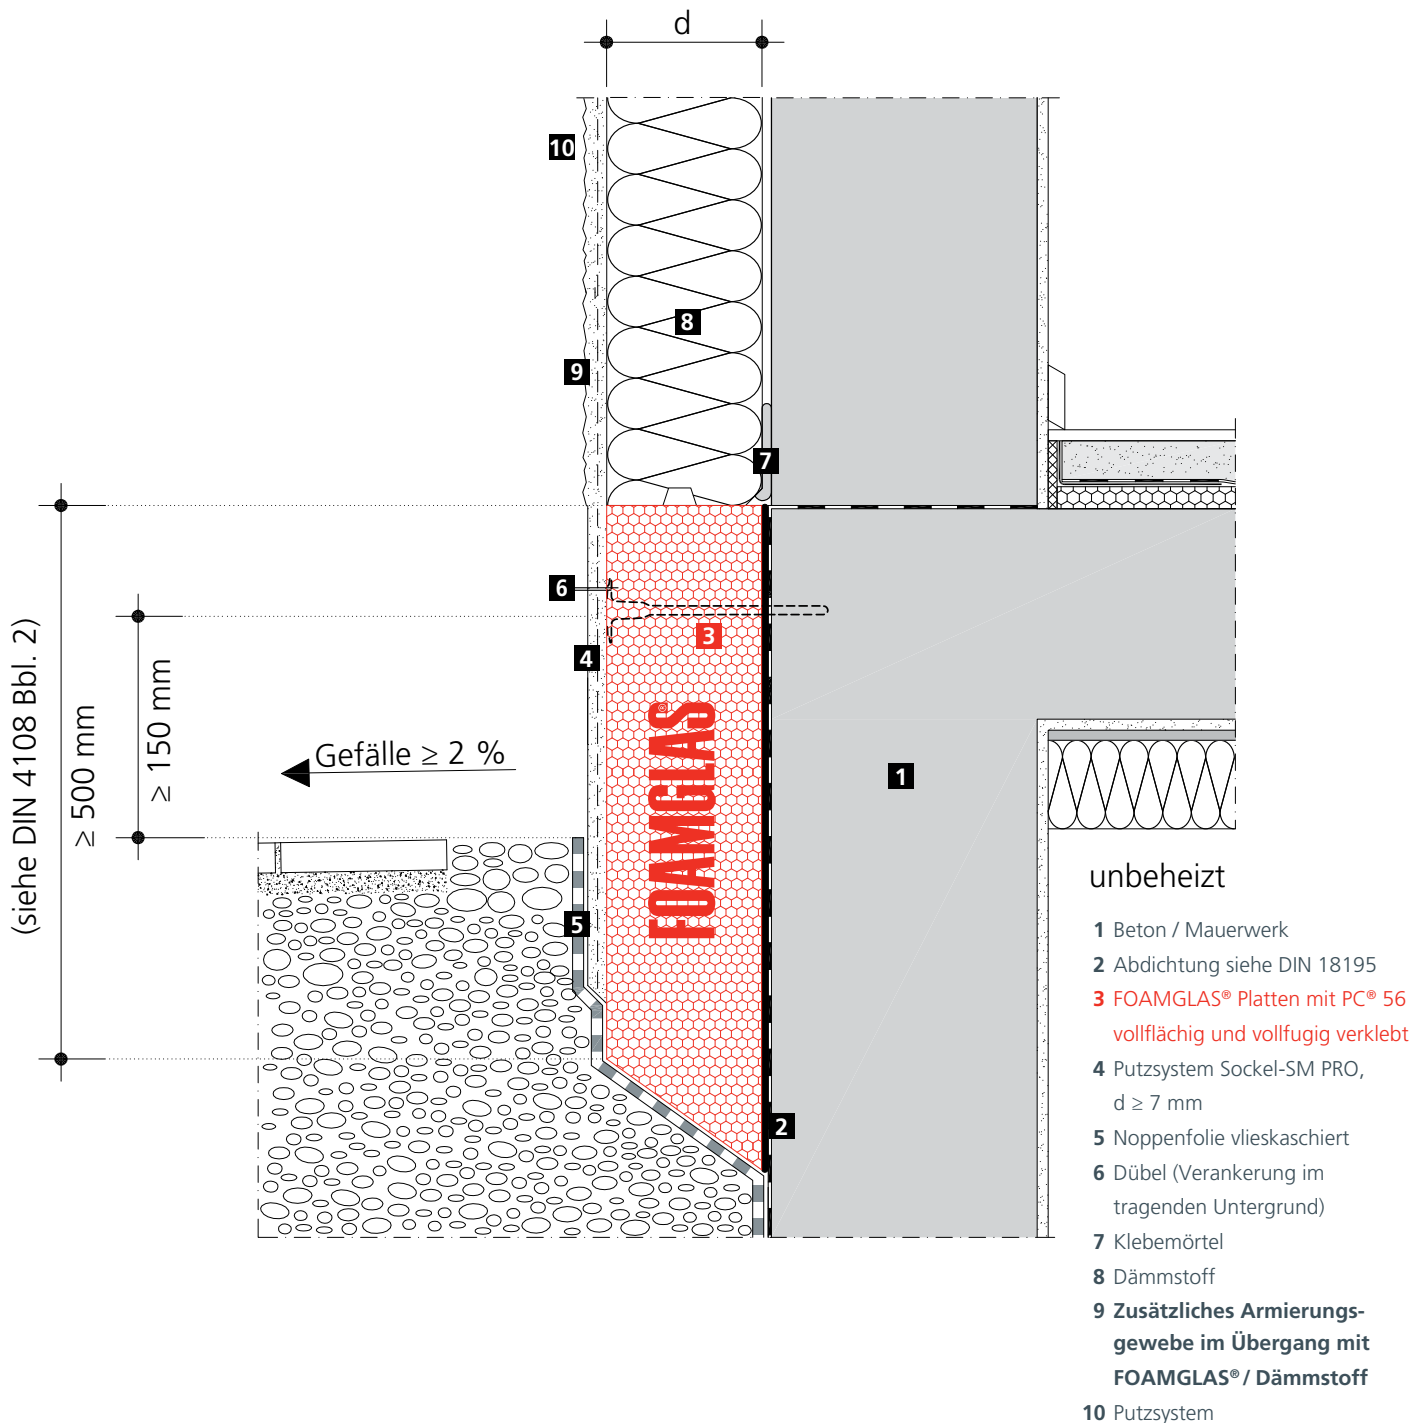 d
10
8
9
7
6
3
4
(siehe DIN 4108 Bbl. 2)
≥ 500 mm
≥ 150 mm
Gefälle ≥ 2 %
FOAMGLAS®
1
5
2
unbeheizt
1 Beton / Mauerwerk
2 Abdichtung siehe DIN 18195
3 FOAMGLAS® Platten mit PC® 56
vollflächig und vollfugig verklebt
4 Putzsystem Sockel-SM PRO,
d ≥ 7 mm
5 Noppenfolie vlieskaschiert
6 Dübel (Verankerung im
tragenden Untergrund)
7 Klebemörtel
8 Dämmstoff
9 Zusätzliches Armierungs-
gewebe im Übergang mit
FOAMGLAS® / Dämmstoff
10 Putzsystem